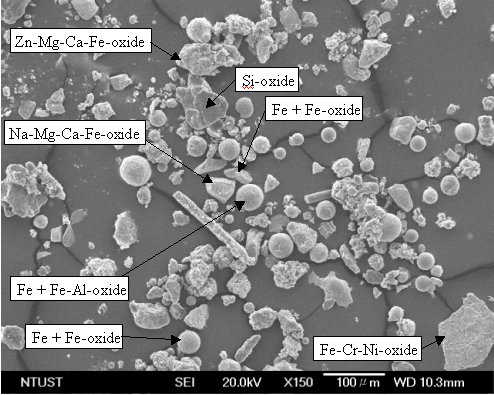 Zn-Mg-Ca-Fe-oxide
Si-oxide
Fe + Fe-oxide
Na-Mg-Ca-Fe-oxide
Fe + Fe-Al-oxide
Fe + Fe-oxide
Fe-Cr-Ni-oxide
NTUST SEI 20.0kV X150 100μm WD 10.3mm